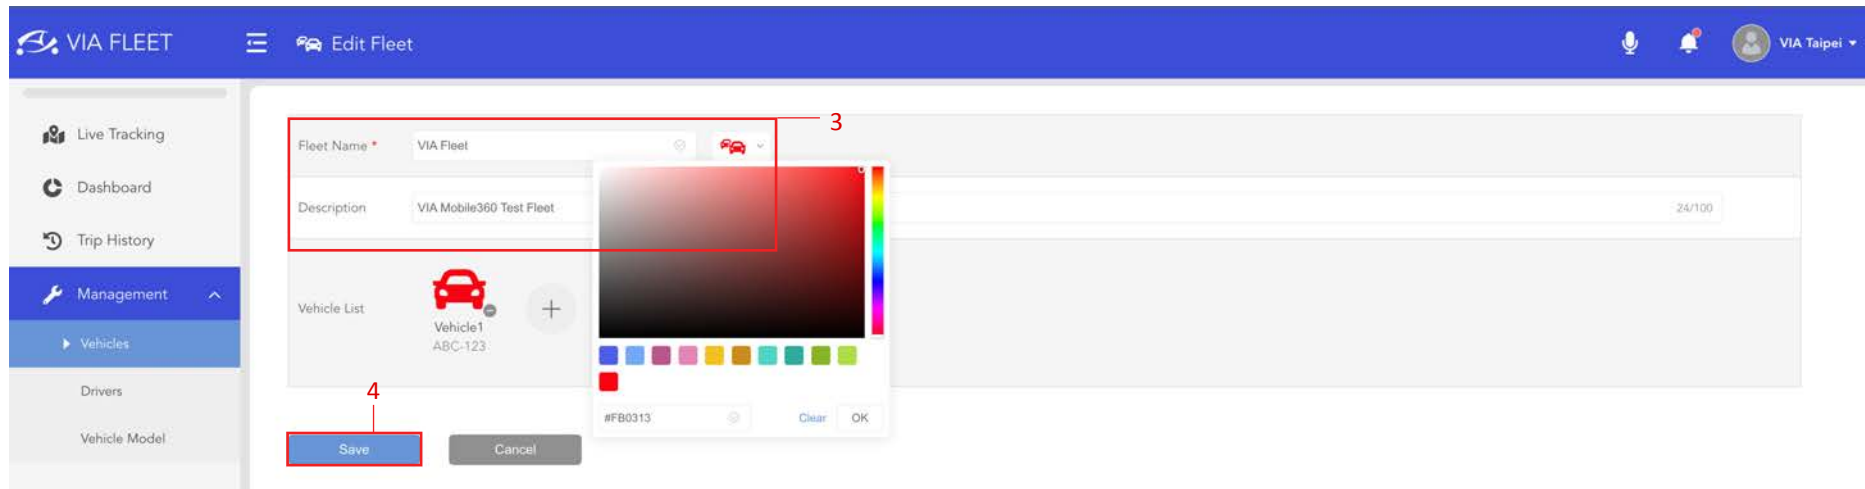 VIA FLEET
Edit Fleet
VIA Taipei
Live Tracking
Dashboard
Trip History
Management
Vehicles
Drivers
Vehicle Model
3
Fleet Name *
VIA Fleet
Description
VIA Mobile360 Test Fleet
24/100
Vehicle List
Vehicle1
ABC-123
#FB0313
Clear
OK
4
Save
Cancel